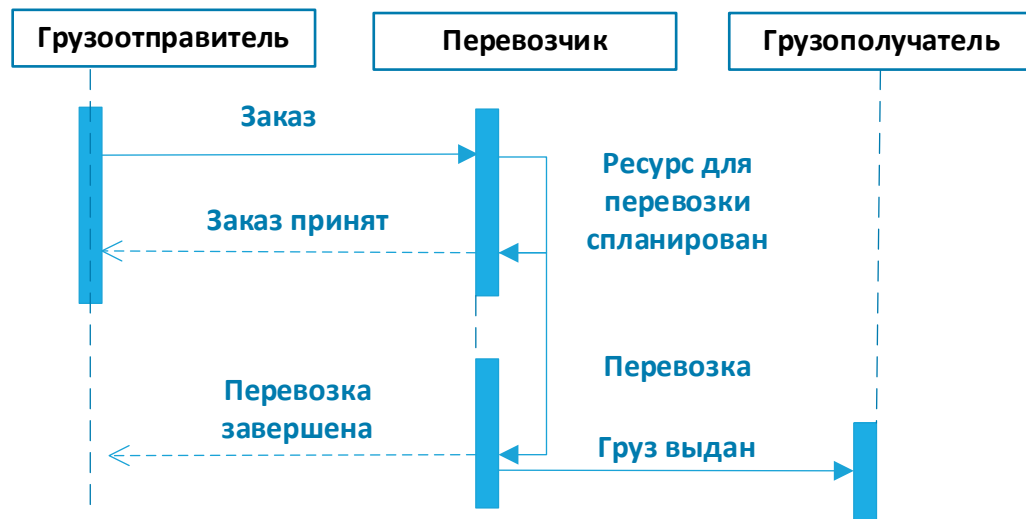 Грузоотправитель
Перевозчик
Грузополучатель
Заказ
Ресурс для
перевозки
спланирован
Заказ принят
Перевозка
Перевозка
завершена
Груз выдан